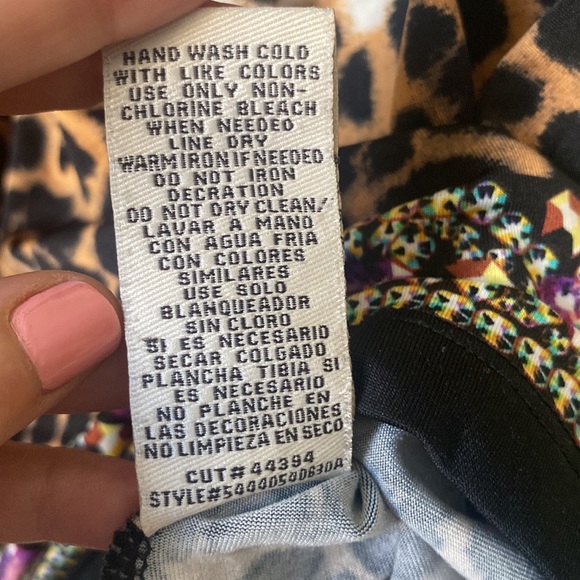 HAND WASH COLD
WITH LIKE COLORS
USE ONLY NON-
CHLORINE BLEACH
WHEN NEEDED
LINE DRY
WARM IRON IF NEEDED
DO NOT IRON
DECRATION
DO NOT DRY CLEAN/
LAVAR A MANO
CON AGUA FRIA
CON COLORES
SIMILARES
USE SOLO
BLANQUEADOR
SIN CLORO
SI ES NECESARIO
SECAR COLGADO
PLANCHA TIBIA SI
ES NECESARIO
NO PLANCHE EN
LAS DECORACIONES
NO LIMPIEZA EN SECO
CUT# 44394